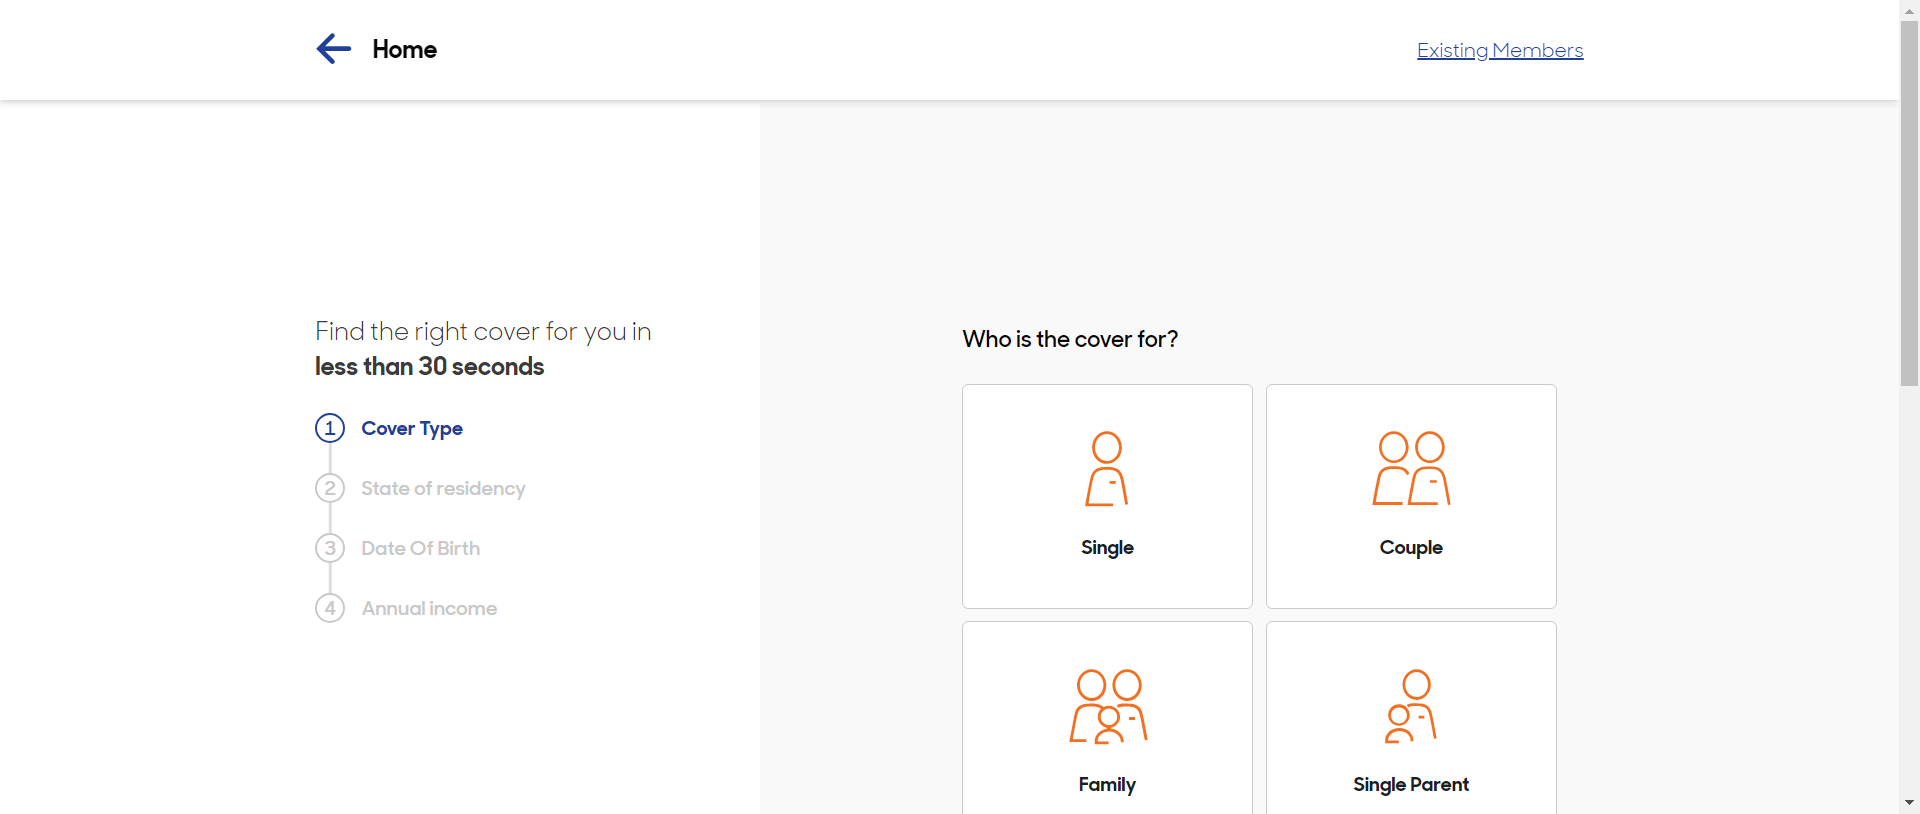 Home
Existing Members
Find the right cover for you in
less than 30 seconds
1 Cover Type
2 State of residency
3 Date Of Birth
4 Annual income
Who is the cover for?
Single
Couple
Family
Single Parent